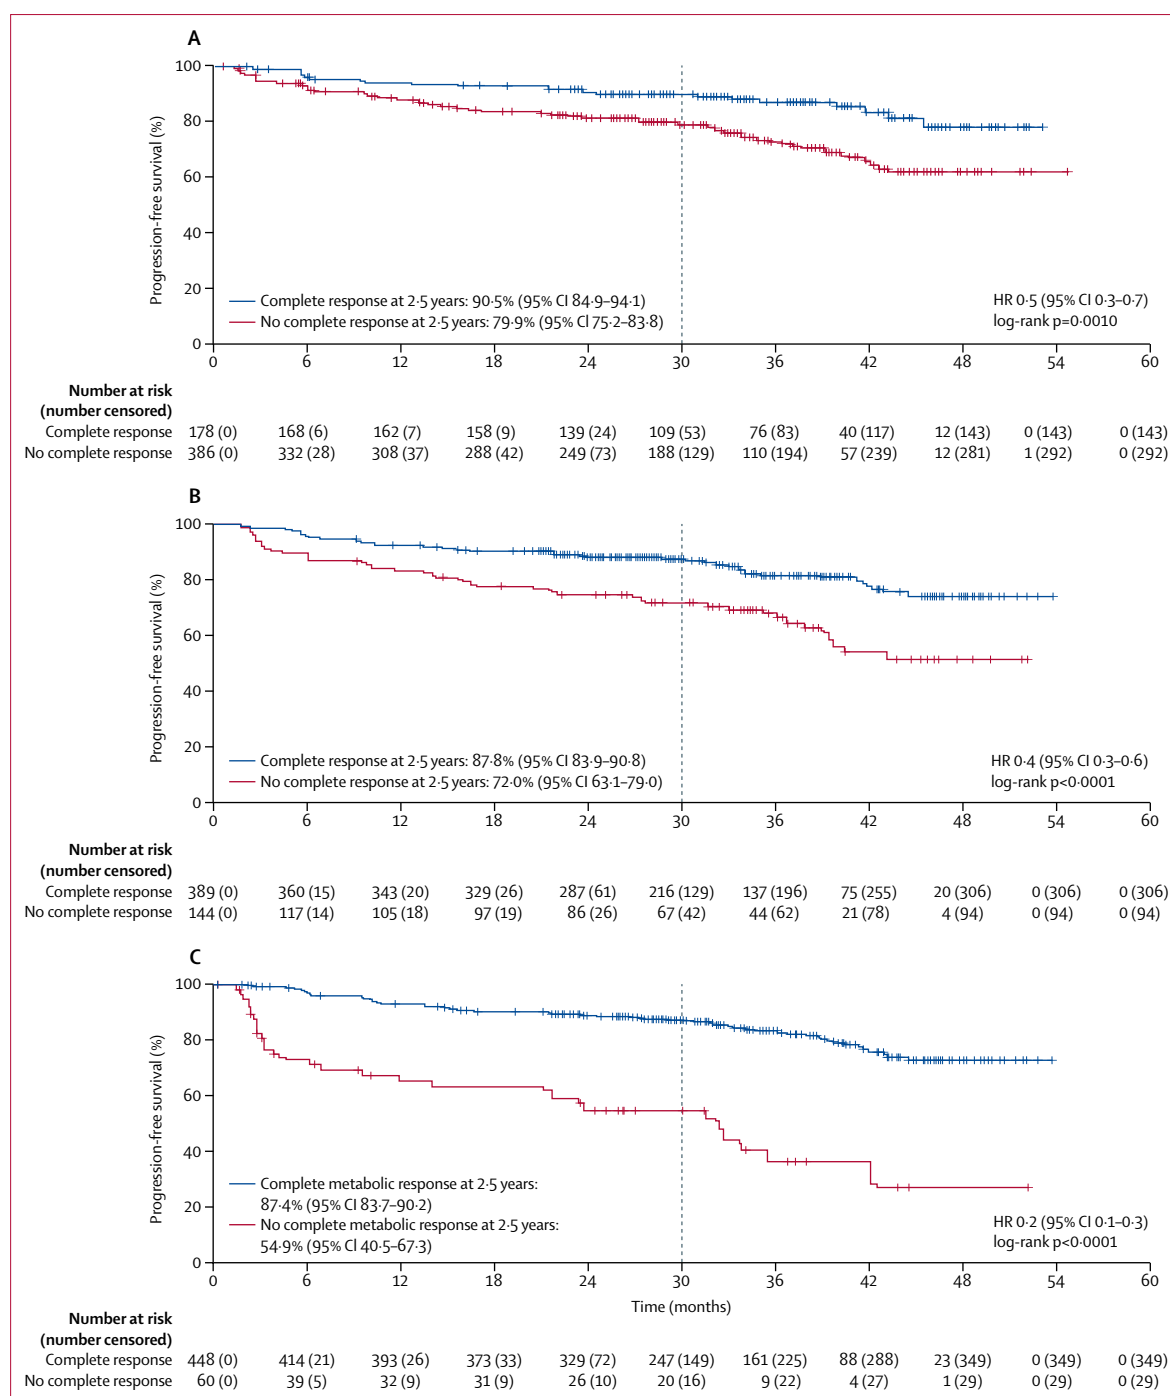 A
100
80
60
40
20
0
Progression-free survival (%)
Complete response at 2·5 years: 90·5% (95% CI 84·9–94·1)
No complete response at 2·5 years: 79·9% (95% CI 75·2–83·8)
HR 0·5 (95% CI 0·3–0·7)
log-rank p=0·0010
0 6 12 18 24 30 36 42 48 54 60
Number at risk
(number censored)
Complete response 178 (0) 168 (6) 162 (7) 158 (9) 139 (24) 109 (53) 76 (83) 40 (117) 12 (143) 0 (143) 0 (143)
No complete response 386 (0) 332 (28) 308 (37) 288 (42) 249 (73) 188 (129) 110 (194) 57 (239) 12 (281) 1 (292) 0 (292)
B
100
80
60
40
20
0
Progression-free survival (%)
Complete response at 2·5 years: 87·8% (95% CI 83·9–90·8)
No complete response at 2·5 years: 72·0% (95% CI 63·1–79·0)
HR 0·4 (95% CI 0·3–0·6)
log-rank p<0·0001
0 6 12 18 24 30 36 42 48 54 60
Number at risk
(number censored)
Complete response 389 (0) 360 (15) 343 (20) 329 (26) 287 (61) 216 (129) 137 (196) 75 (255) 20 (306) 0 (306) 0 (306)
No complete response 144 (0) 117 (14) 105 (18) 97 (19) 86 (26) 67 (42) 44 (62) 21 (78) 4 (94) 0 (94) 0 (94)
C
100
80
60
40
20
0
Progression-free survival (%)
Complete metabolic response at 2·5 years:
87·4% (95% CI 83·7–90·2)
No complete metabolic response at 2·5 years:
54·9% (95% CI 40·5–67·3)
HR 0·2 (95% CI 0·1–0·3)
log-rank p<0·0001
0 6 12 18 24 30 36 42 48 54 60
Time (months)
Number at risk
(number censored)
Complete response 448 (0) 414 (21) 393 (26) 373 (33) 329 (72) 247 (149) 161 (225) 88 (288) 23 (349) 0 (349) 0 (349)
No complete response 60 (0) 39 (5) 32 (9) 31 (9) 26 (10) 20 (16) 9 (22) 4 (27) 1 (29) 0 (29) 0 (29)